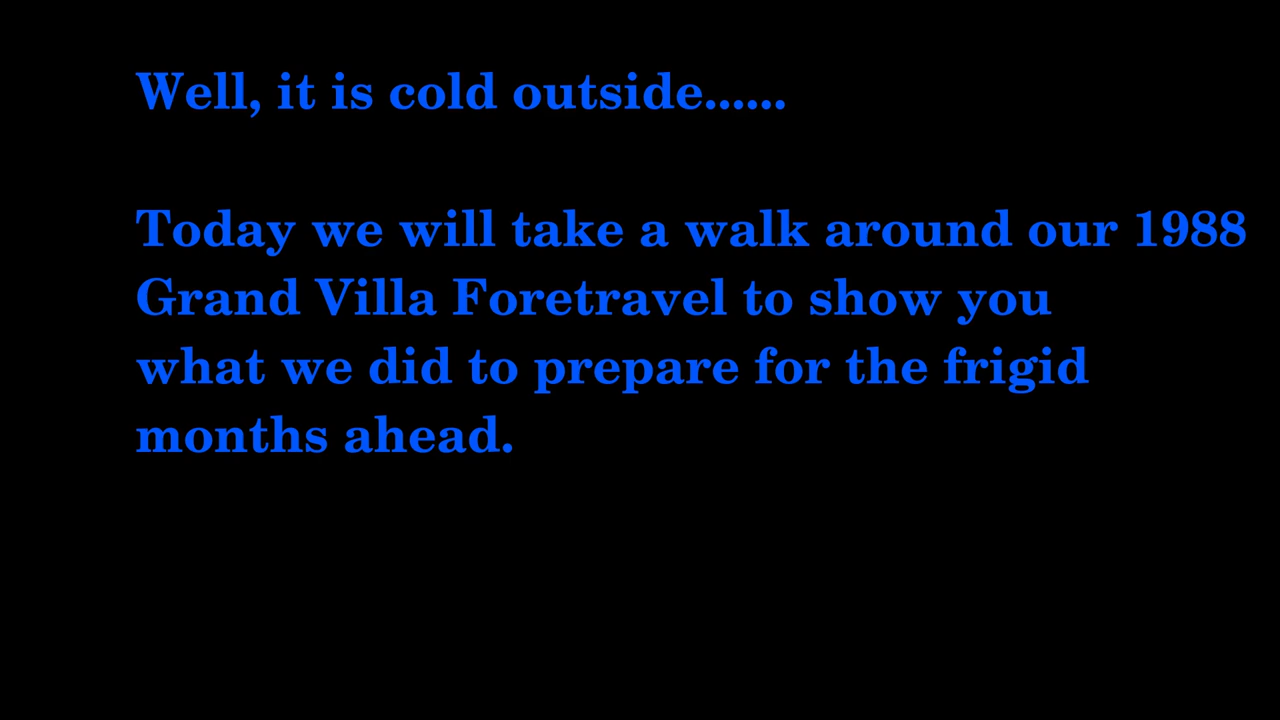 Well, it is cold outside......
Today we will take a walk around our 1988
Grand Villa Foretravel to show you
what we did to prepare for the frigid
months ahead.